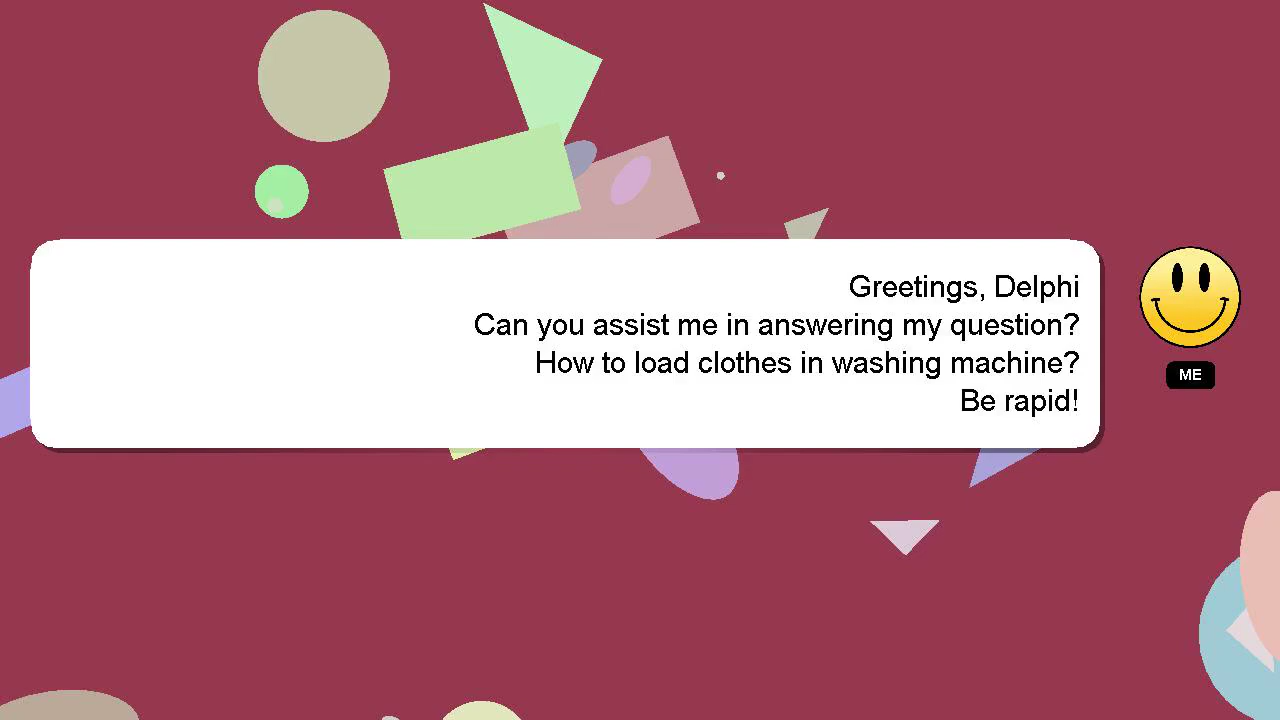 Greetings, Delphi
Can you assist me in answering my question?
How to load clothes in washing machine?
Be rapid!
ME